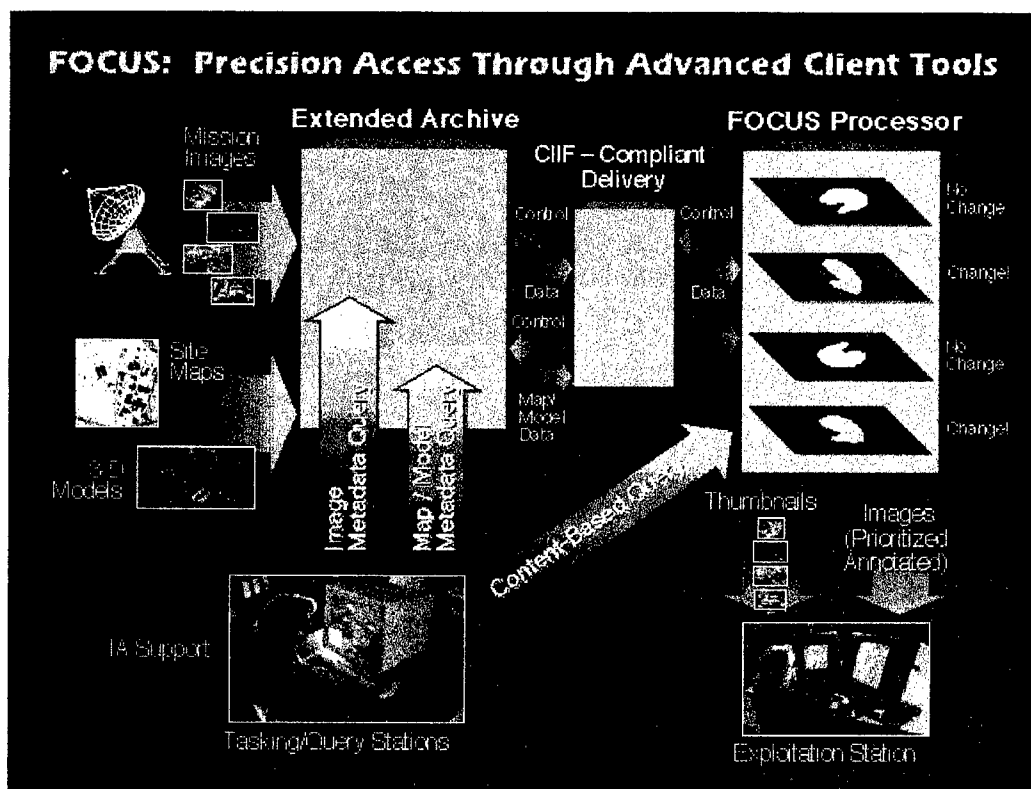 FOCUS: Precision Access Through Advanced Client Tools
Extended Archive
FOCUS Processor
Mission
Images
CIIF – Compliant
Delivery
Control
Control
No
Change
Data
Data
Change!
Control
Site
Maps
No
Change
Map/
Model
Data
Change!
3-D
Models
Image
Metadata Query
Map / Model
Metadata Query
Content-Based Query
Thumbnails
Images
(Prioritized
Annotated)
IA Support
Tasking/Query Stations
Exploitation Station